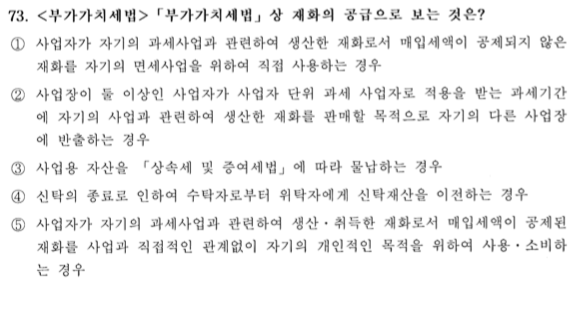 73. <부가가치세법>「부가가치세법」상 재화의 공급으로 보는 것은?
① 사업자가 자기의 과세사업과 관련하여 생산한 재화로서 매입세액이 공제되지 않은
재화를 자기의 면세사업을 위하여 직접 사용하는 경우
② 사업장이 둘 이상인 사업자가 사업자 단위 과세 사업자로 적용을 받는 과세기간
에 자기의 사업과 관련하여 생산한 재화를 판매할 목적으로 자기의 다른 사업장
에 반출하는 경우
③ 사업용 자산을 「상속세 및 증여세법」에 따라 물납하는 경우
④ 신탁의 종료로 인하여 수탁자로부터 위탁자에게 신탁재산을 이전하는 경우
⑤ 사업자가 자기의 과세사업과 관련하여 생산·취득한 재화로서 매입세액이 공제된
재화를 사업과 직접적인 관계없이 자기의 개인적인 목적을 위하여 사용·소비하
는 경우